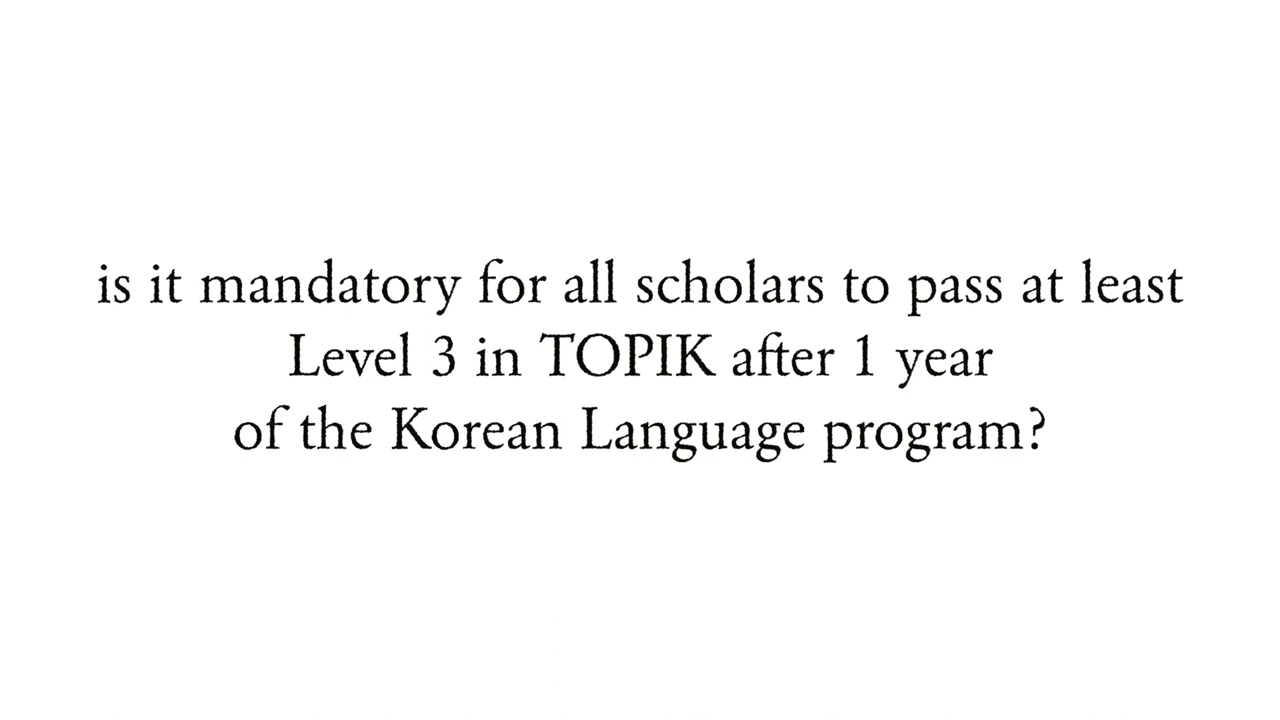 is it mandatory for all scholars to pass at least
Level 3 in TOPIK after 1 year
of the Korean Language program?